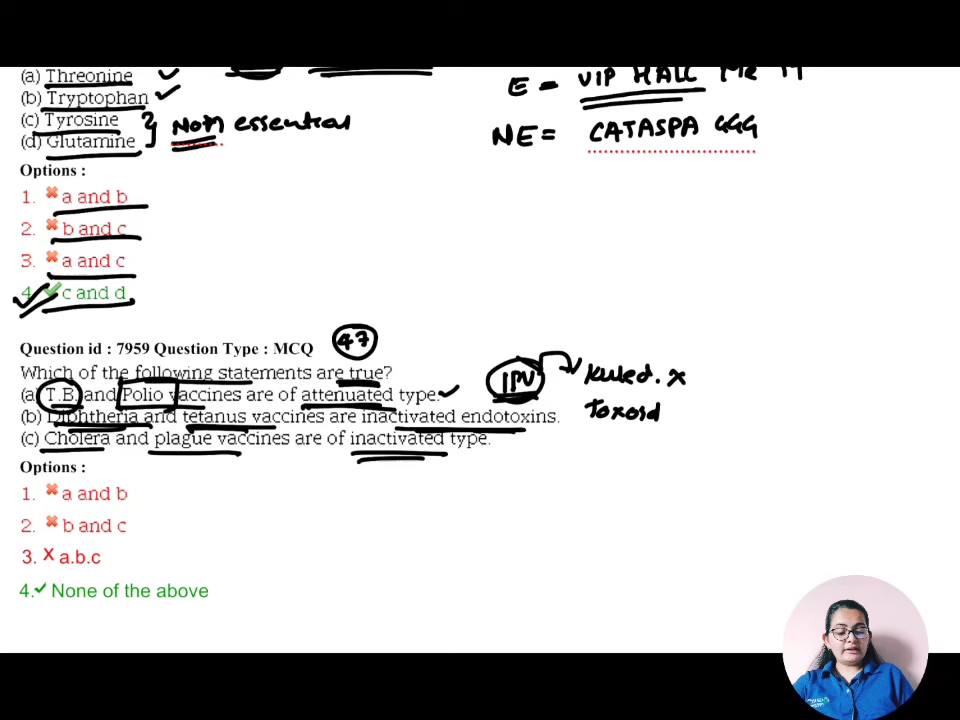 (a) Threonine
(b) Tryptophan
(c) Tyrosine
(d) Glutamine
Non essential
E = VIP HALL
NE = CATASPA GGG
Options :
1. a and b
2. b and c
3. a and c
4. c and d
Question id : 7959 Question Type : MCQ
47
Which of the following statements are true?
(a) T.B. and Polio vaccines are of attenuated type.
(b) Diphtheria and tetanus vaccines are inactivated endotoxins.
(c) Cholera and plague vaccines are of inactivated type.
IPV
killed. x
toxoid
Options :
1. a and b
2. b and c
3. x a.b.c
4. None of the above